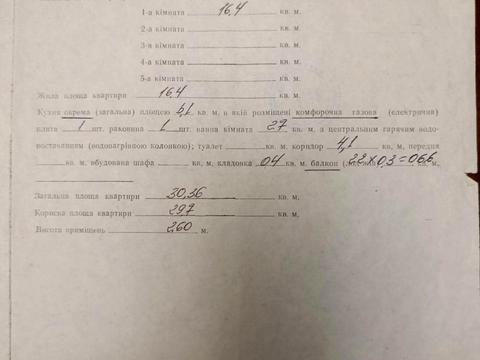 1-а кімната 16,4 кв. м.
2-а кімната кв. м.
3-я кімната кв. м.
4-а кімната кв. м.
5-а кімната кв. м.
Жила площа квартири 16,4 кв. м.
Кухня окрема (загальна) площею 6,1 кв. м, в якій розміщені комфорочна газова (електрична)
плита 1 шт. раковина 1 шт. ванна кімната 2,7 кв. м. з центральним гарячим водо-
постачанням (водогрівною колонкою); туалет кв. м. коридор 4,1 кв. м, передня
кв. м. вбудована шафа кв. м, кладовка 0,4 кв. м. балкон 2,2 × 0,3 = 0,66 кв. м.
Загальна площа квартири 30,36 кв. м.
Корисна площа квартири 29,7 кв. м.
Висота приміщень 2,60 м.